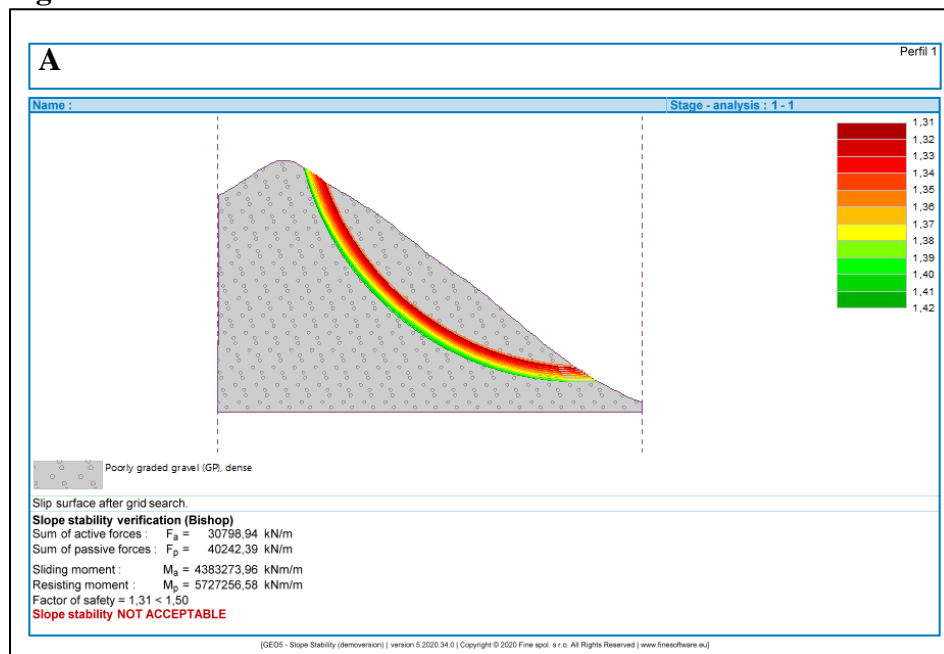 A
Perfil 1
Name :
Stage - analysis : 1 - 1
1,31
1,32
1,33
1,34
1,35
1,36
1,37
1,38
1,39
1,40
1,41
1,42
Poorly graded gravel (GP), dense
Slip surface after grid search.
Slope stability verification (Bishop)
Sum of active forces : Fa = 30798,94 kN/m
Sum of passive forces : Fp = 40242,39 kN/m
Sliding moment : Ma = 4383273,96 kNm/m
Resisting moment : Mp = 5727256,58 kNm/m
Factor of safety = 1,31 < 1,50
Slope stability NOT ACCEPTABLE
[GEO5 - Slope Stability (demoversion) | version 5.2020.34.0 | Copyright © 2020 Fine spol. s r.o. All Rights Reserved | www.finesoftware.eu]